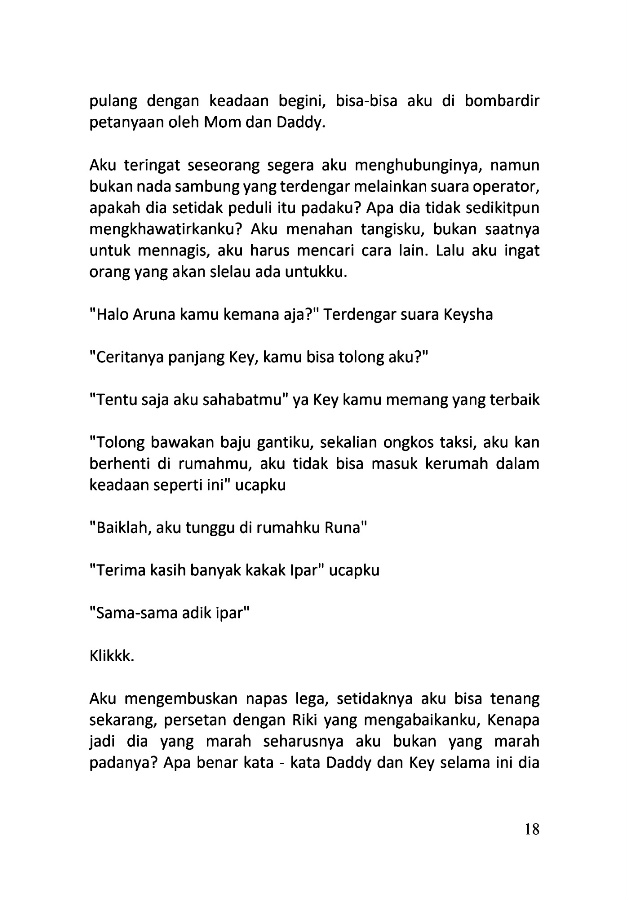 pulang dengan keadaan begini, bisa-bisa aku di bombardir
petanyaan oleh Mom dan Daddy.
Aku teringat seseorang segera aku menghubunginya, namun
bukan nada sambung yang terdengar melainkan suara operator,
apakah dia setidak peduli itu padaku? Apa dia tidak sedikitpun
mengkhawatirkanku? Aku menahan tangisku, bukan saatnya
untuk mennagis, aku harus mencari cara lain. Lalu aku ingat
orang yang akan slelau ada untukku.
"Halo Aruna kamu kemana aja?" Terdengar suara Keysha
"Ceritanya panjang Key, kamu bisa tolong aku?"
"Tentu saja aku sahabatmu" ya Key kamu memang yang terbaik
"Tolong bawakan baju gantiku, sekalian ongkos taksi, aku kan
berhenti di rumahmu, aku tidak bisa masuk kerumah dalam
keadaan seperti ini" ucapku
"Baiklah, aku tunggu di rumahku Runa"
"Terima kasih banyak kakak Ipar" ucapku
"Sama-sama adik ipar"
Klikkk.
Aku mengembuskan napas lega, setidaknya aku bisa tenang
sekarang, persetan dengan Riki yang mengabaikanku, Kenapa
jadi dia yang marah seharusnya aku bukan yang marah
padanya? Apa benar kata - kata Daddy dan Key selama ini dia
18